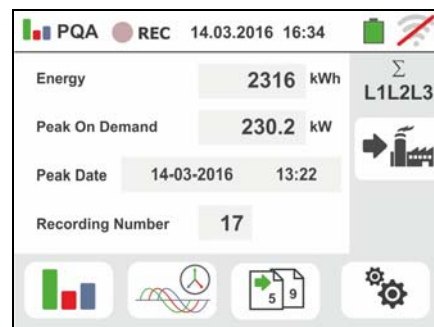 PQA REC 14.03.2016 16:34
Energy 2316 kWh
Σ
L1L2L3
Peak On Demand 230.2 kW
Peak Date 14-03-2016 13:22
Recording Number 17
5 9